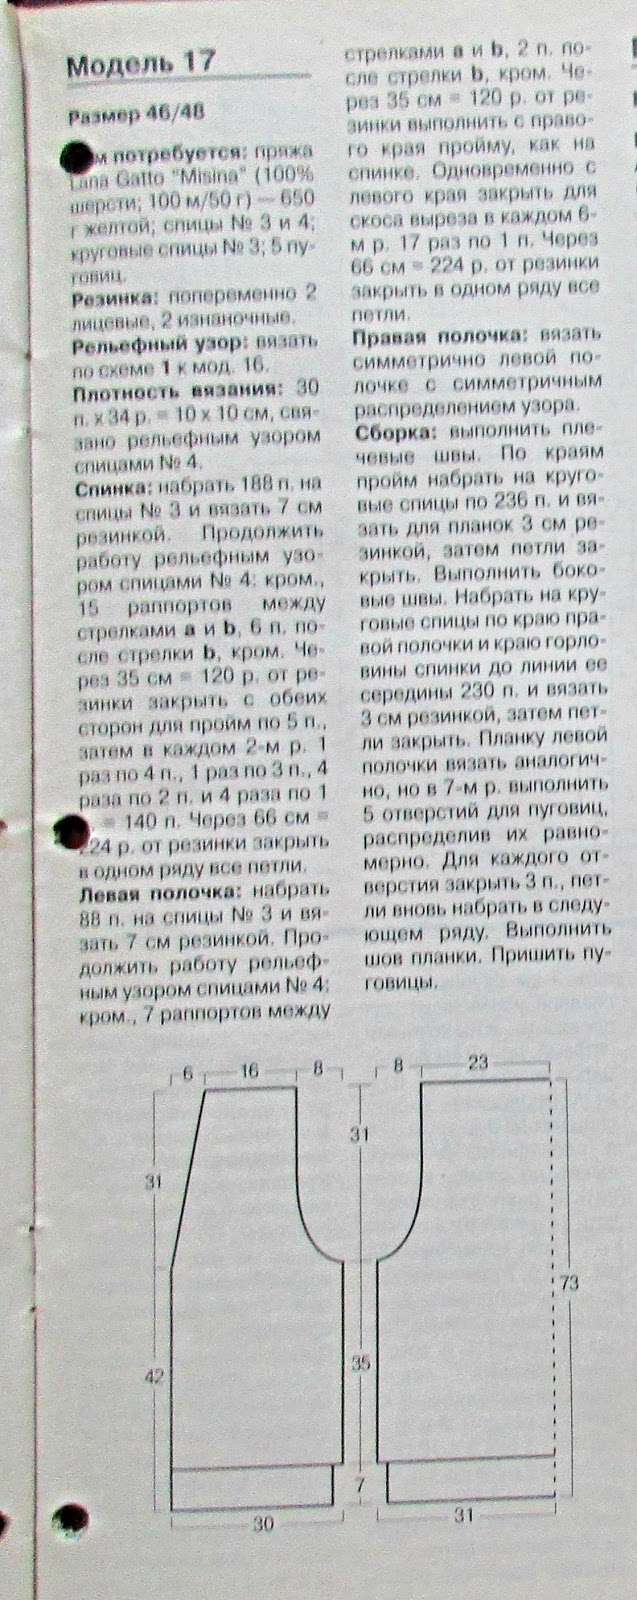 Модель 17
Размер 46/48
потребуется: пряжа
Lana Gatto "Misina" (100%
шерсти; 100 м/50 г) — 650
г желтой; спицы № 3 и 4;
круговые спицы № 3; 5 пу-
говиц.
Резинка: попеременно 2
лицевые, 2 изнаночные.
Рельефный узор: вязать
по схеме 1 к мод. 16.
Плотность вязания: 30
п. x 34 р. = 10 x 10 см, свя-
зано рельефным узором
спицами № 4.
Спинка: набрать 188 п. на
спицы № 3 и вязать 7 см
резинкой. Продолжить
работу рельефным узо-
ром спицами № 4: кром.,
15 раппортов между
стрелками a и b, 6 п. по-
сле стрелки b, кром. Че-
рез 35 см = 120 р. от ре-
зинки закрыть с обеих
сторон для пройм по 5 п.,
затем в каждом 2-м р. 1
раз по 4 п., 1 раз по 3 п., 4
раза по 2 п. и 4 раза по 1
= 140 п. Через 66 см =
224 р. от резинки закрыть
в одном ряду все петли.
Левая полочка: набрать
88 п. на спицы № 3 и вя-
зать 7 см резинкой. Про-
должить работу рельеф-
ным узором спицами № 4:
кром., 7 раппортов между
стрелками a и b, 2 п. по-
сле стрелки b, кром. Че-
рез 35 см = 120 р. от ре-
зинки выполнить с право-
го края пройму, как на
спинке. Одновременно с
левого края закрыть для
скоса выреза в каждом 6-
м р. 17 раз по 1 п. Через
66 см = 224 р. от резинки
закрыть в одном ряду все
петли.
Правая полочка: вязать
симметрично левой по-
лочке с симметричным
распределением узора.
Сборка: выполнить пле-
чевые швы. По краям
пройм набрать на круго-
вые спицы по 236 п. и вя-
зать для планок 3 см ре-
зинкой, затем петли за-
крыть. Выполнить боко-
вые швы. Набрать на кру-
говые спицы по краю пра-
вой полочки и краю горло-
вины спинки до линии ее
середины 230 п. и вязать
3 см резинкой, затем пет-
ли закрыть. Планку левой
полочки вязать аналогич-
но, но в 7-м р. выполнить
5 отверстий для пуговиц,
распределив их равно-
мерно. Для каждого от-
верстия закрыть 3 п., пет-
ли вновь набрать в следу-
ющем ряду. Выполнить
шов планки. Пришить пу-
говицы.
6 16 8 8 23
31
31
73
42
35
7
30
31